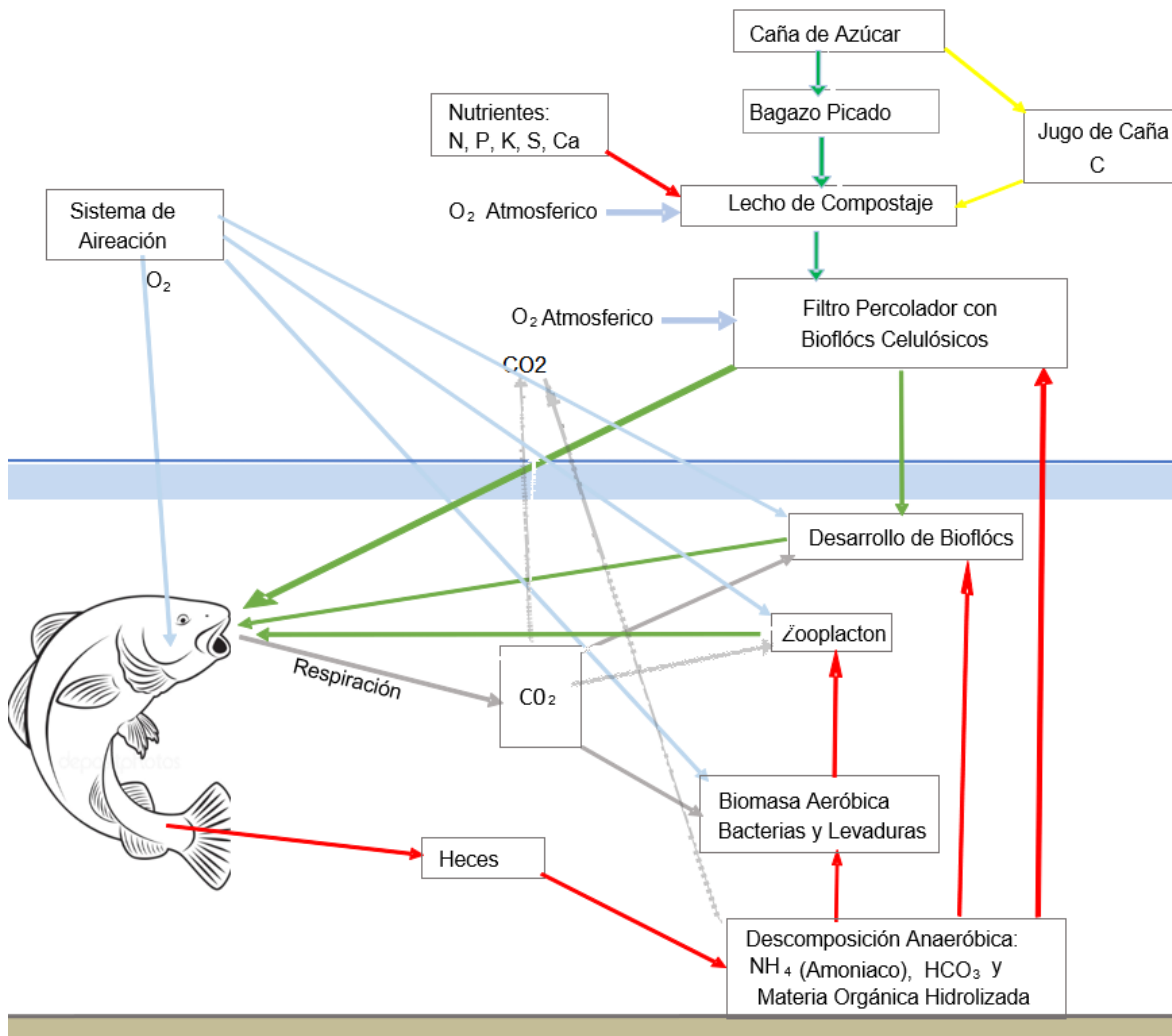 Caña de Azúcar
Nutrientes:
N, P, K, S, Ca
Bagazo Picado
Jugo de Caña
C
Sistema de
Aireación
O₂
O₂ Atmosferico
Lecho de Compostaje
O₂ Atmosferico
Filtro Percolador con
Bioflócs Celulósicos
CO2
Desarrollo de Bioflócs
Zooplacton
Respiración
CO₂
depositphotos
Biomasa Aeróbica
Bacterias y Levaduras
Heces
Descomposición Anaeróbica:
NH₄ (Amoniaco), HCO₃ y
Materia Orgánica Hidrolizada